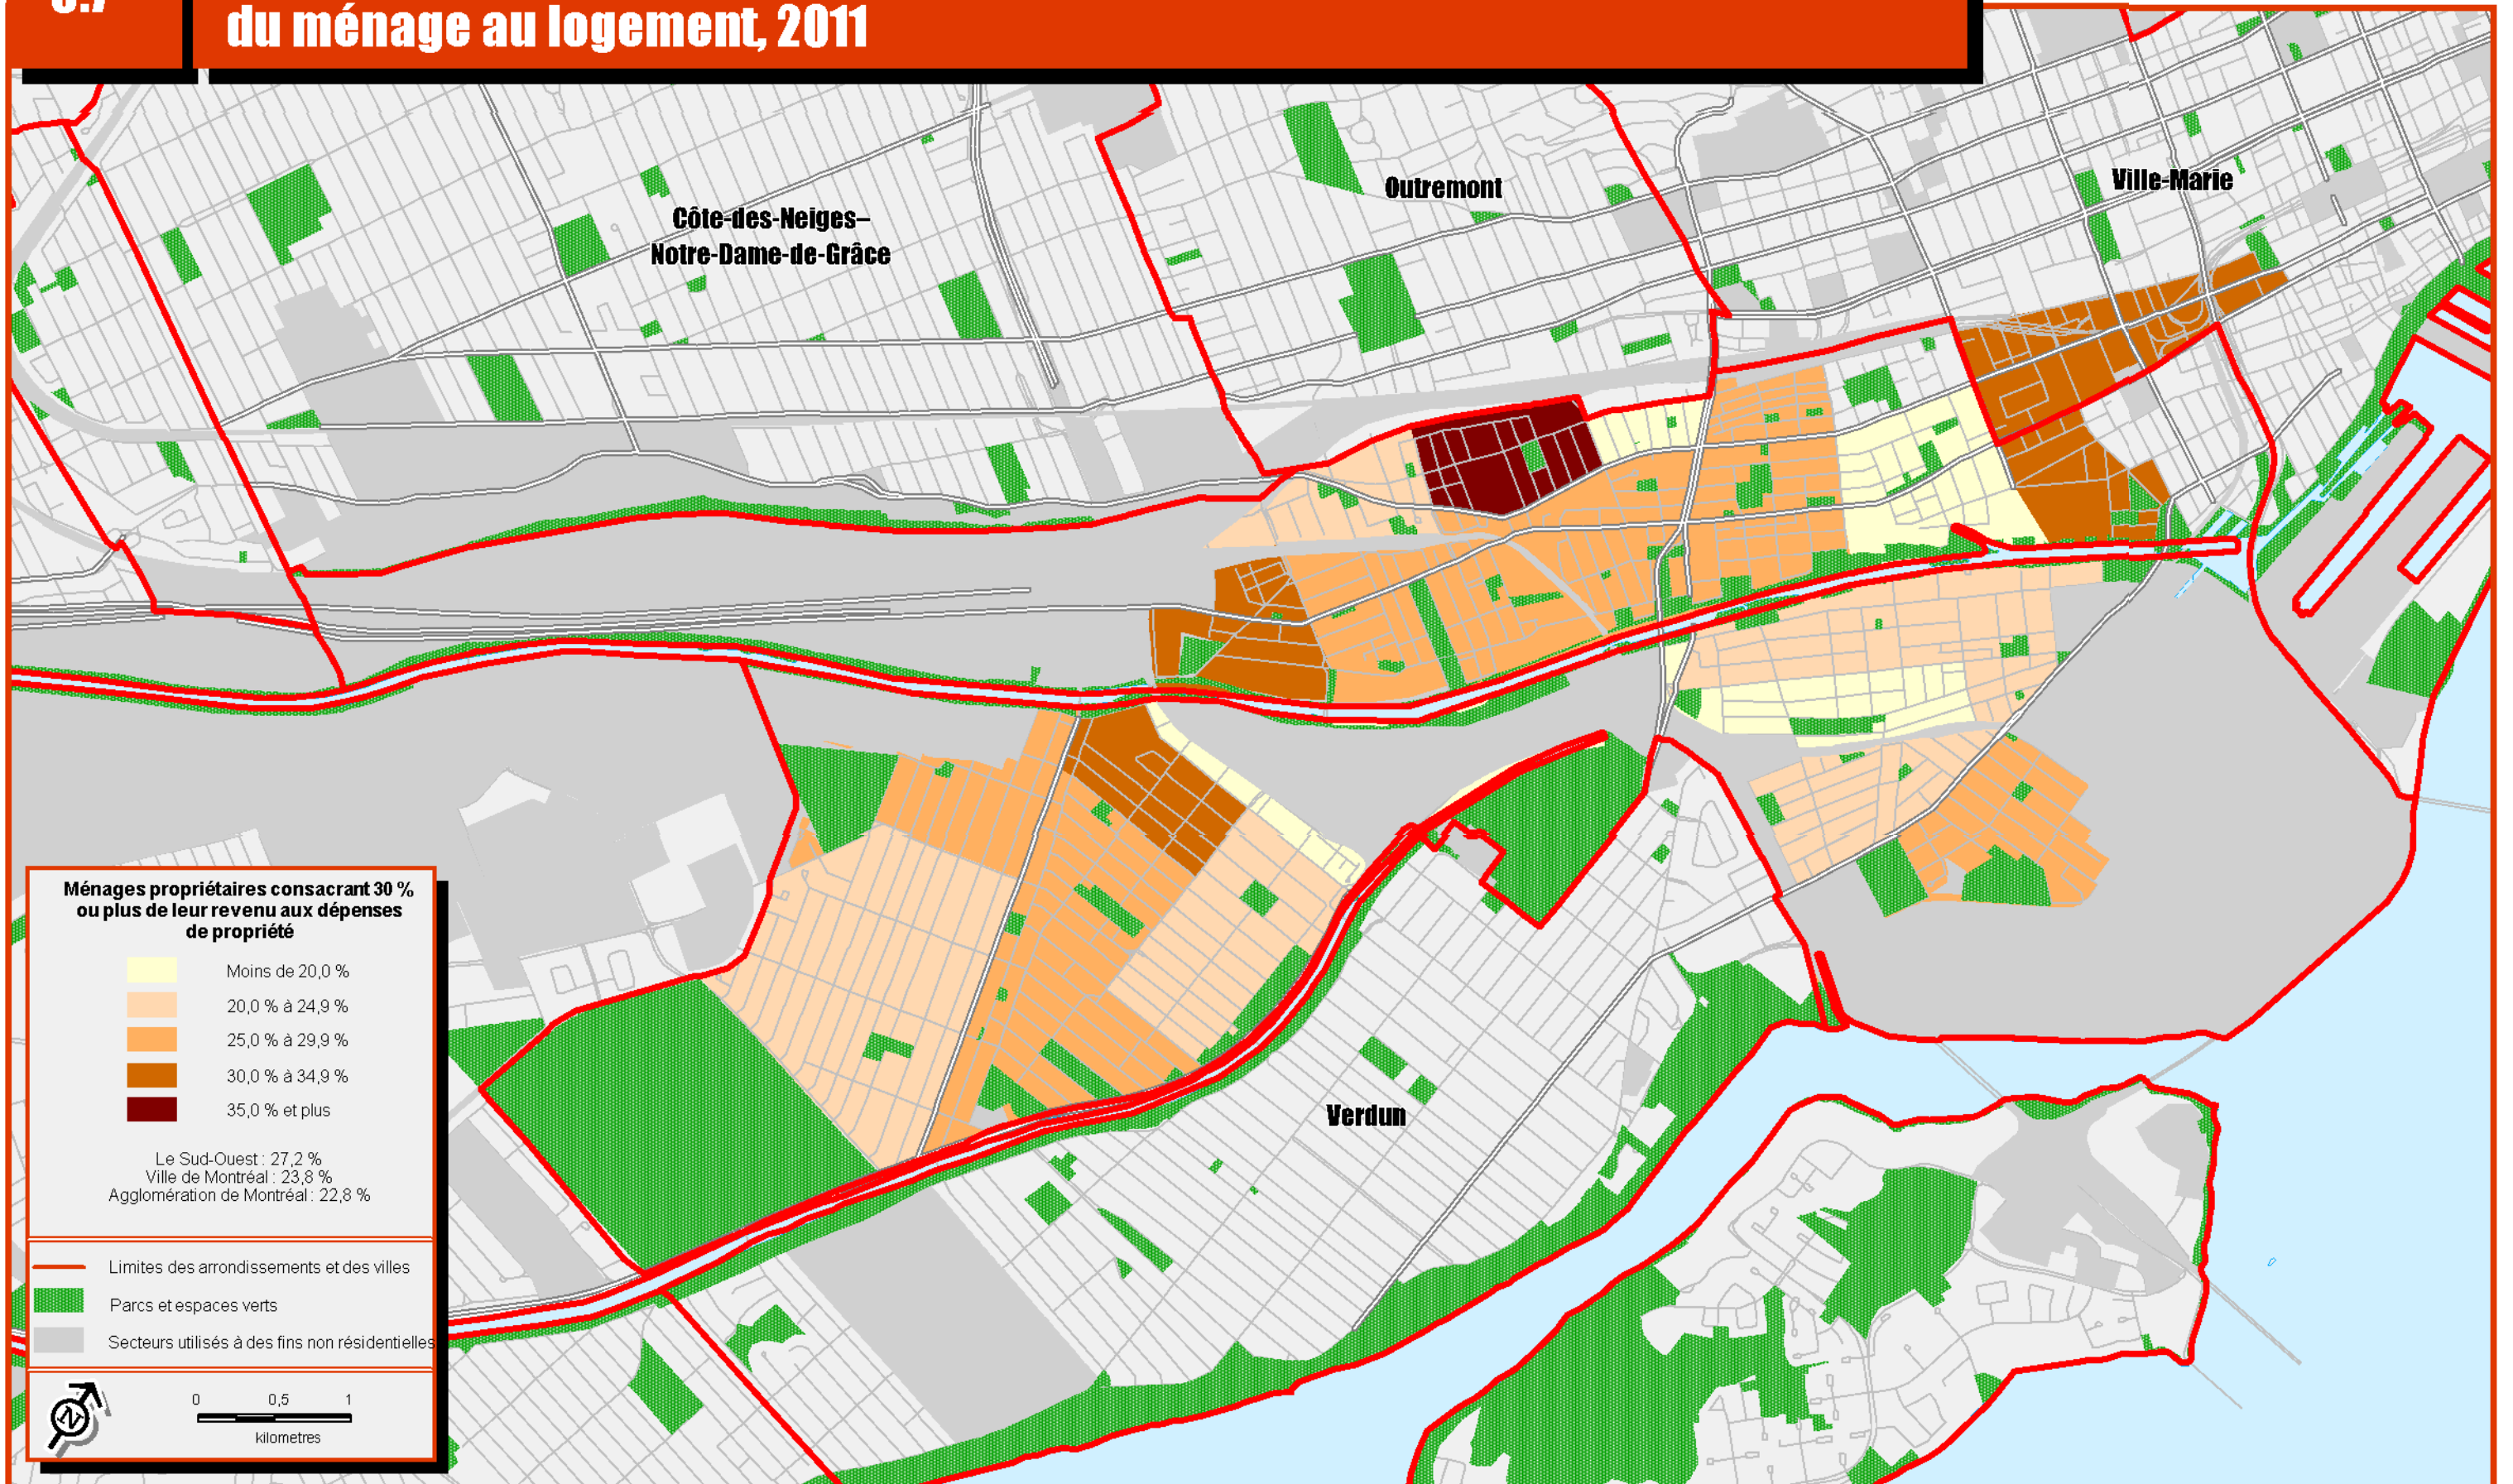 du ménage au logement, 2011
Côte-des-Neiges–
Notre-Dame-de-Grâce
Outremont
Ville-Marie
Verdun
Ménages propriétaires consacrant 30 %
ou plus de leur revenu aux dépenses
de propriété
Moins de 20,0 %
20,0 % à 24,9 %
25,0 % à 29,9 %
30,0 % à 34,9 %
35,0 % et plus
Le Sud-Ouest : 27,2 %
Ville de Montréal : 23,8 %
Agglomération de Montréal : 22,8 %
Limites des arrondissements et des villes
Parcs et espaces verts
Secteurs utilisés à des fins non résidentielles
N
0 0,5 1
kilometres